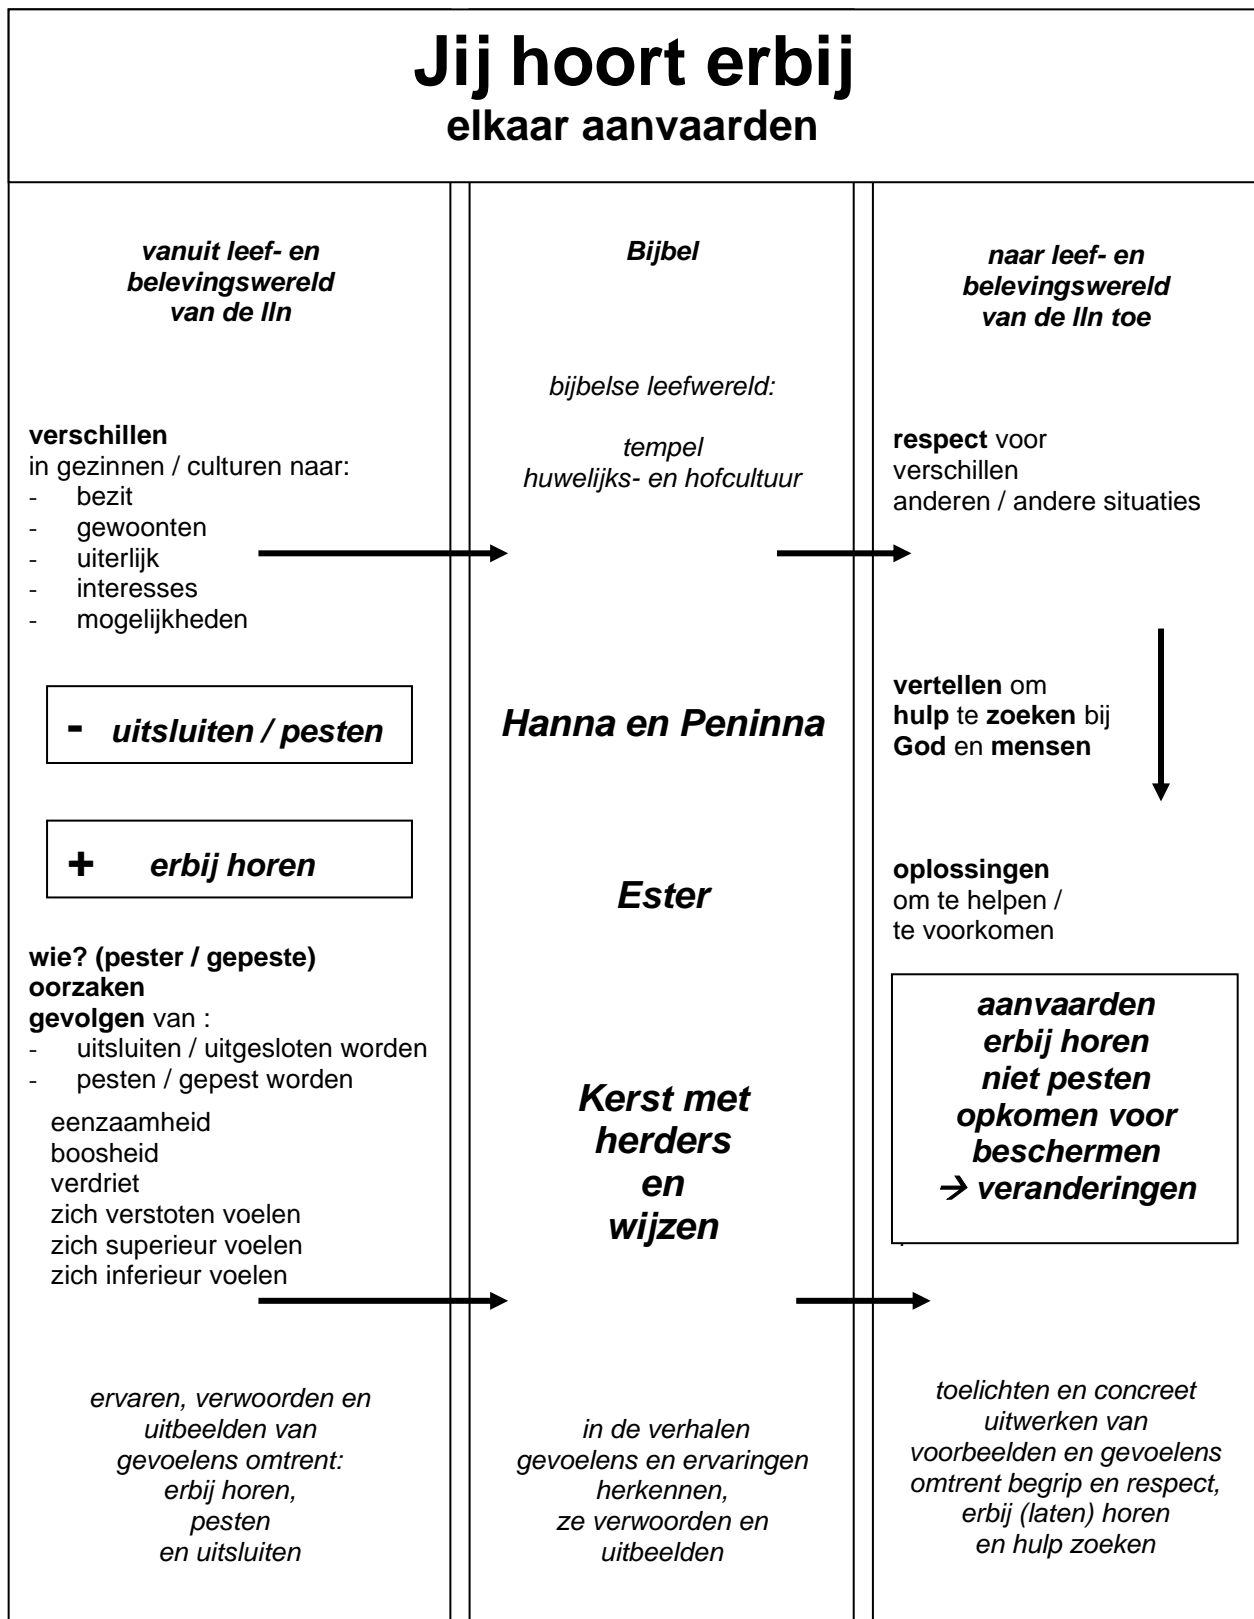 Jij hoort erbij
elkaar aanvaarden
vanuit leef- en
belevingswereld
van de lln
verschillen
in gezinnen / culturen naar:
- bezit
- gewoonten
- uiterlijk
- interesses
- mogelijkheden
- uitsluiten / pesten
+ erbij horen
wie? (pester / gepeste)
oorzaken
gevolgen van :
- uitsluiten / uitgesloten worden
- pesten / gepest worden
eenzaamheid
boosheid
verdriet
zich verstoten voelen
zich superieur voelen
zich inferieur voelen
ervaren, verwoorden en
uitbeelden van
gevoelens omtrent:
erbij horen,
pesten
en uitsluiten
Bijbel
bijbelse leefwereld:
tempel
huwelijks- en hofcultuur
Hanna en Peninna
Ester
Kerst met
herders
en
wijzen
in de verhalen
gevoelens en ervaringen
herkennen,
ze verwoorden en
uitbeelden
naar leef- en
belevingswereld
van de lln toe
respect voor
verschillen
anderen / andere situaties
vertellen om
hulp te zoeken bij
God en mensen
oplossingen
om te helpen /
te voorkomen
aanvaarden
erbij horen
niet pesten
opkomen voor
beschermen
→ veranderingen
toelichten en concreet
uitwerken van
voorbeelden en gevoelens
omtrent begrip en respect,
erbij (laten) horen
en hulp zoeken